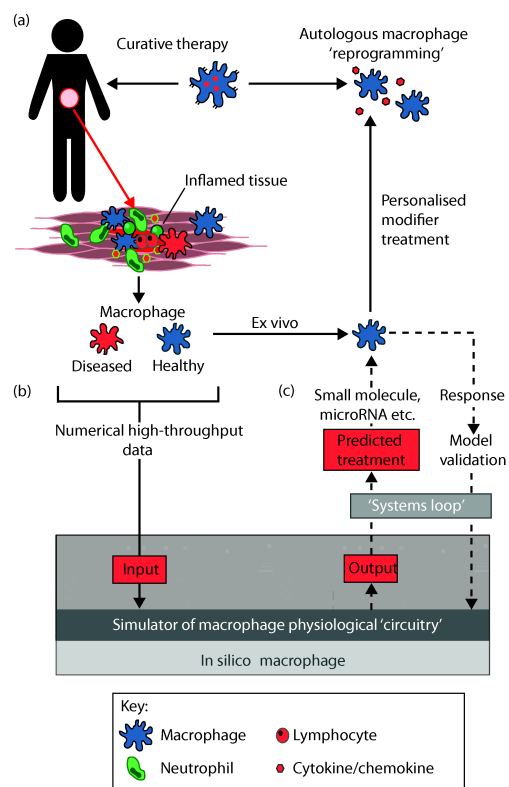 (a)
Curative therapy
Autologous macrophage
‘reprogramming’
Inflamed tissue
Personalised
modifier
treatment
Macrophage
Diseased
Healthy
Ex vivo
(b)
(c)
Numerical high-throughput
data
Small molecule,
microRNA etc.
Response
Predicted
treatment
Model
validation
‘Systems loop’
Input
Output
Simulator of macrophage physiological ‘circuitry’
In silico macrophage
Key:
Macrophage
Lymphocyte
Neutrophil
Cytokine/chemokine